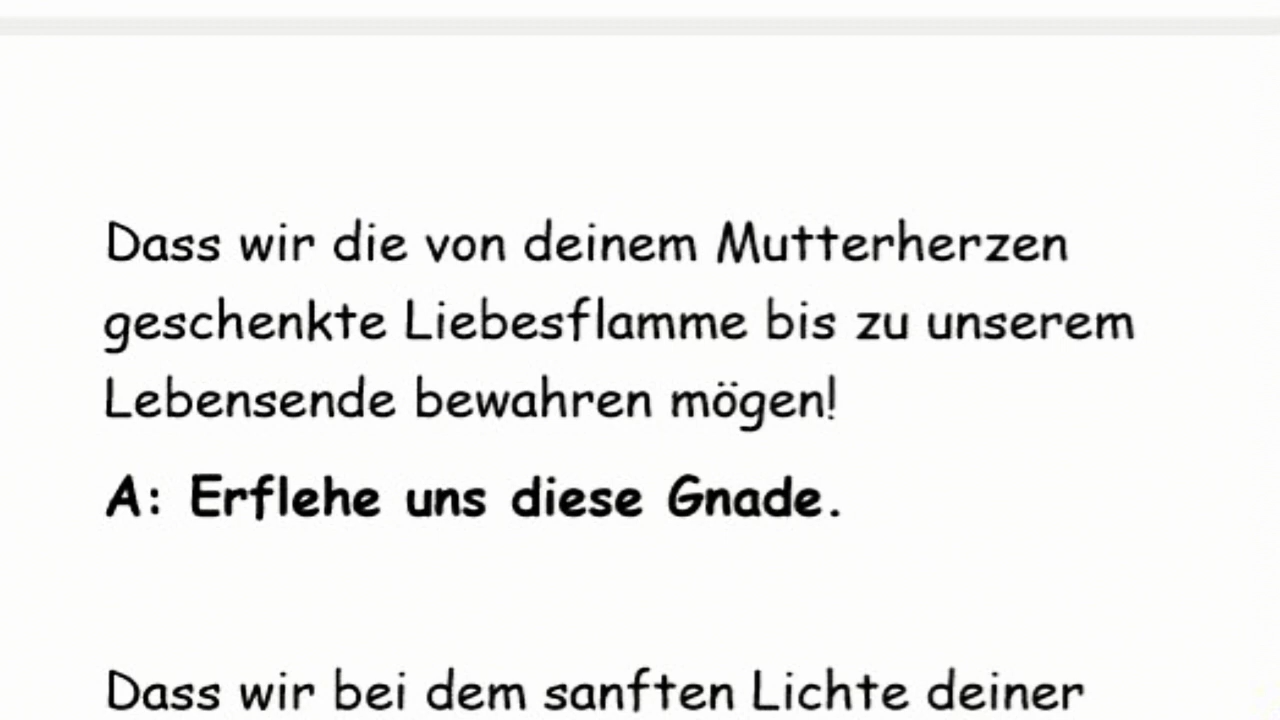 Dass wir die von deinem Mutterherzen
geschenkte Liebesflamme bis zu unserem
Lebensende bewahren mögen!
A: Erflehe uns diese Gnade.
Dass wir bei dem sanften Lichte deiner